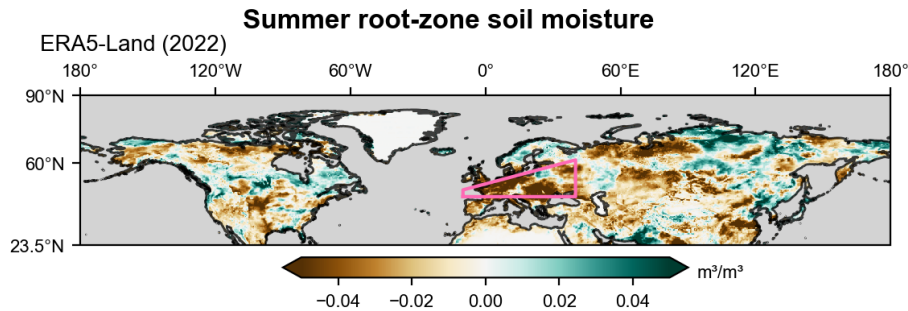 Summer root-zone soil moisture
ERA5-Land (2022)
180° 120°W 60°W 0° 60°E 120°E 180°
90°N
60°N
23.5°N
m³/m³
−0.04 −0.02 0.00 0.02 0.04